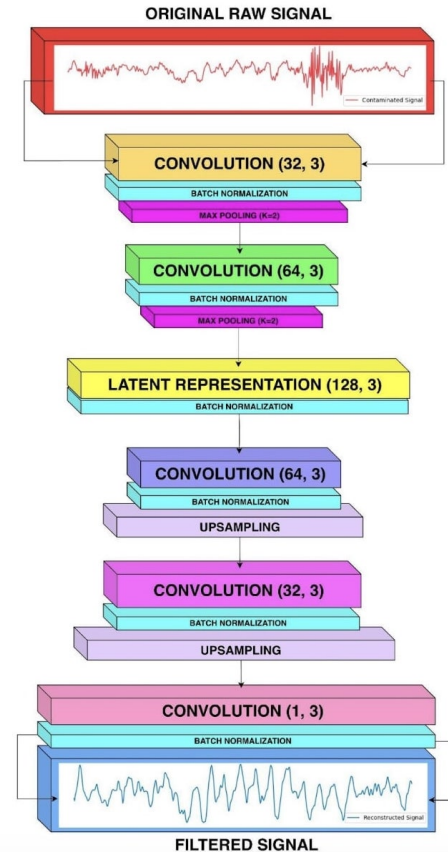 ORIGINAL RAW SIGNAL
Contaminated Signal
CONVOLUTION (32, 3)
BATCH NORMALIZATION
MAX POOLING (K=2)
CONVOLUTION (64, 3)
BATCH NORMALIZATION
MAX POOLING (K=2)
LATENT REPRESENTATION (128, 3)
BATCH NORMALIZATION
CONVOLUTION (64, 3)
BATCH NORMALIZATION
UPSAMPLING
CONVOLUTION (32, 3)
BATCH NORMALIZATION
UPSAMPLING
CONVOLUTION (1, 3)
BATCH NORMALIZATION
Reconstructed Signal
FILTERED SIGNAL